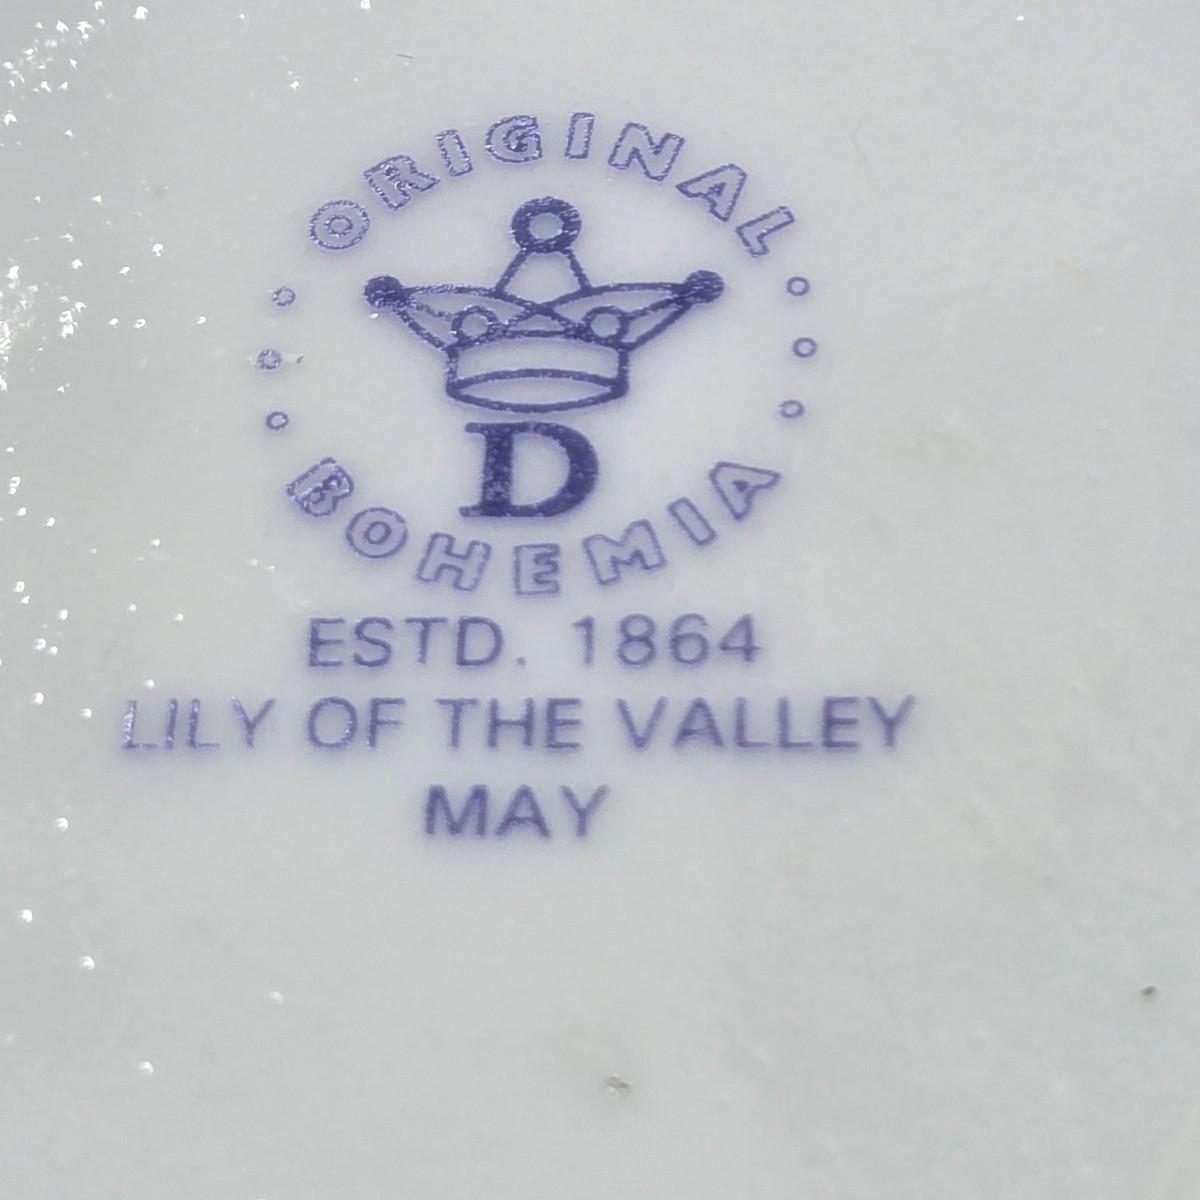 ORIGINAL
D
BOHEMIA
ESTD. 1864
LILY OF THE VALLEY
MAY